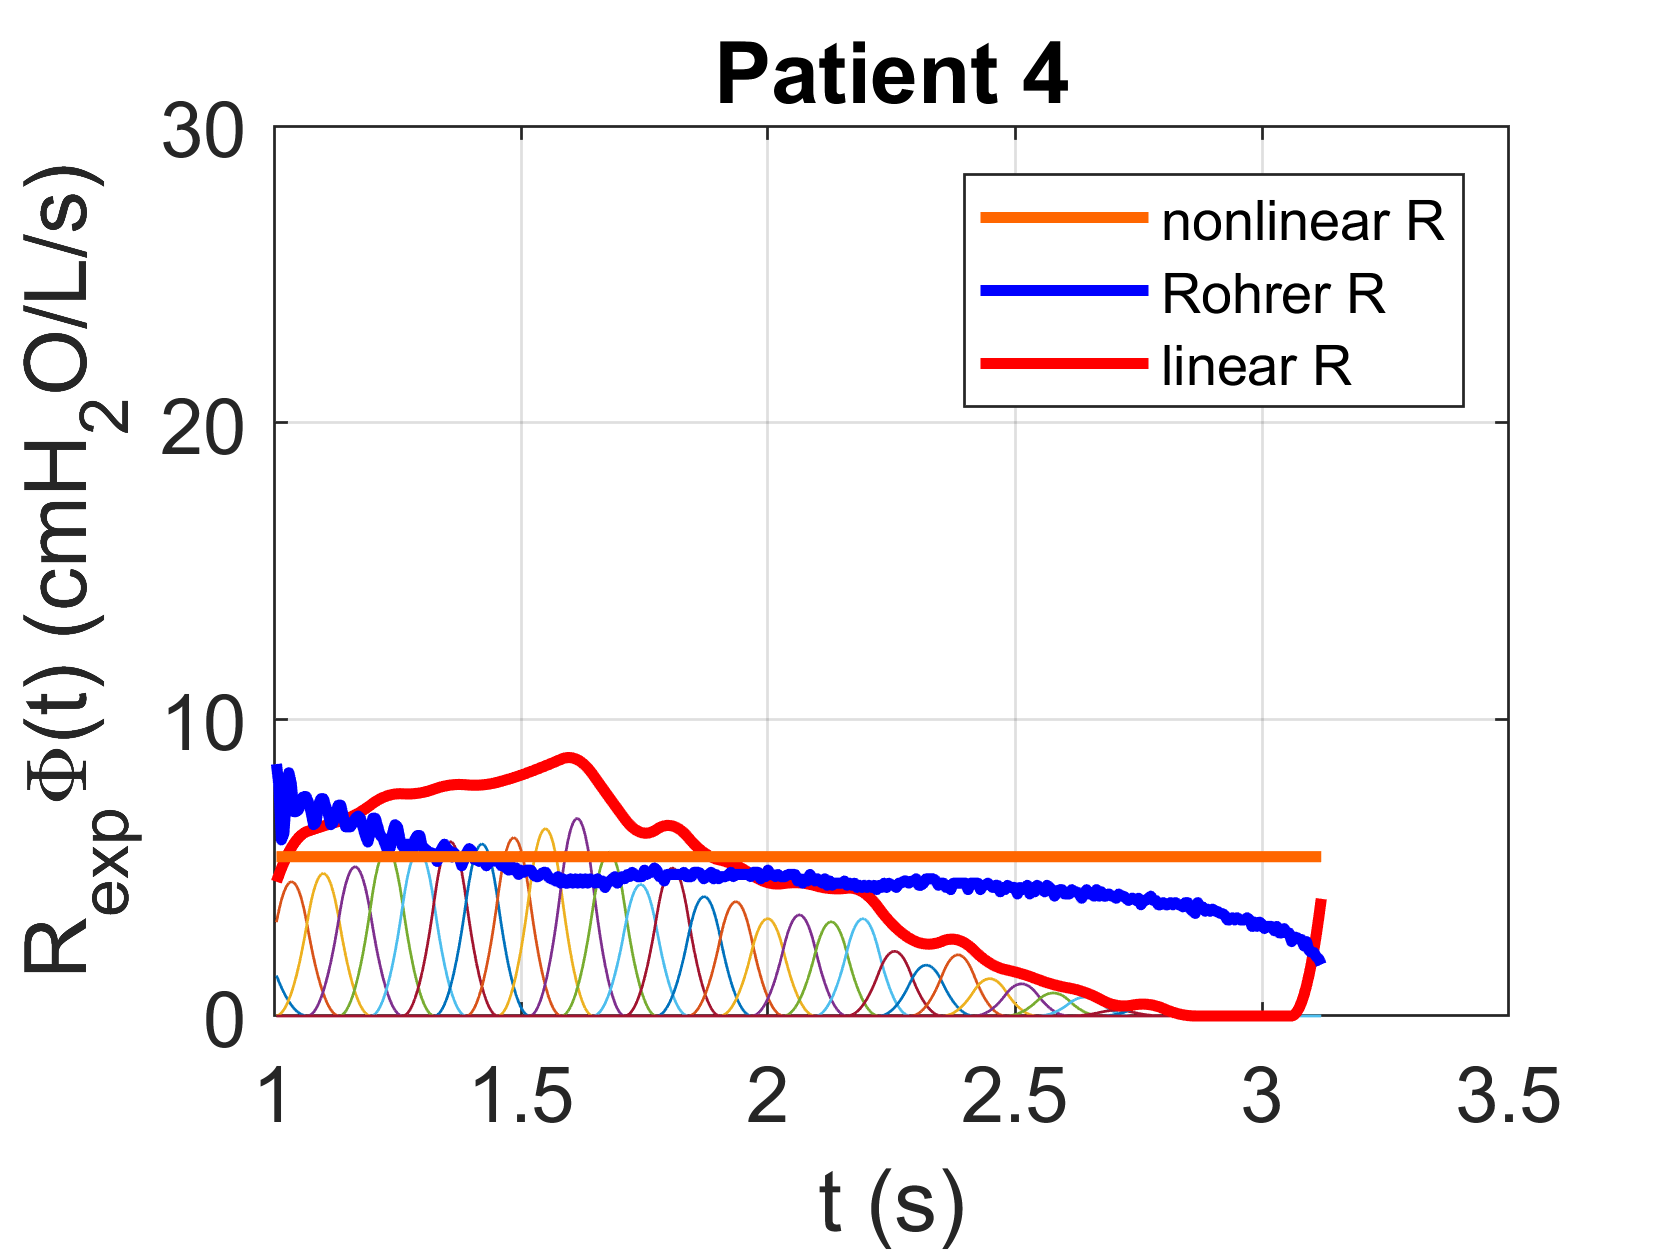 Patient 4
R_exp Φ(t) (cmH_2O/L/s)
30
20
10
0
nonlinear R
Rohrer R
linear R
1 1.5 2 2.5 3 3.5
t (s)